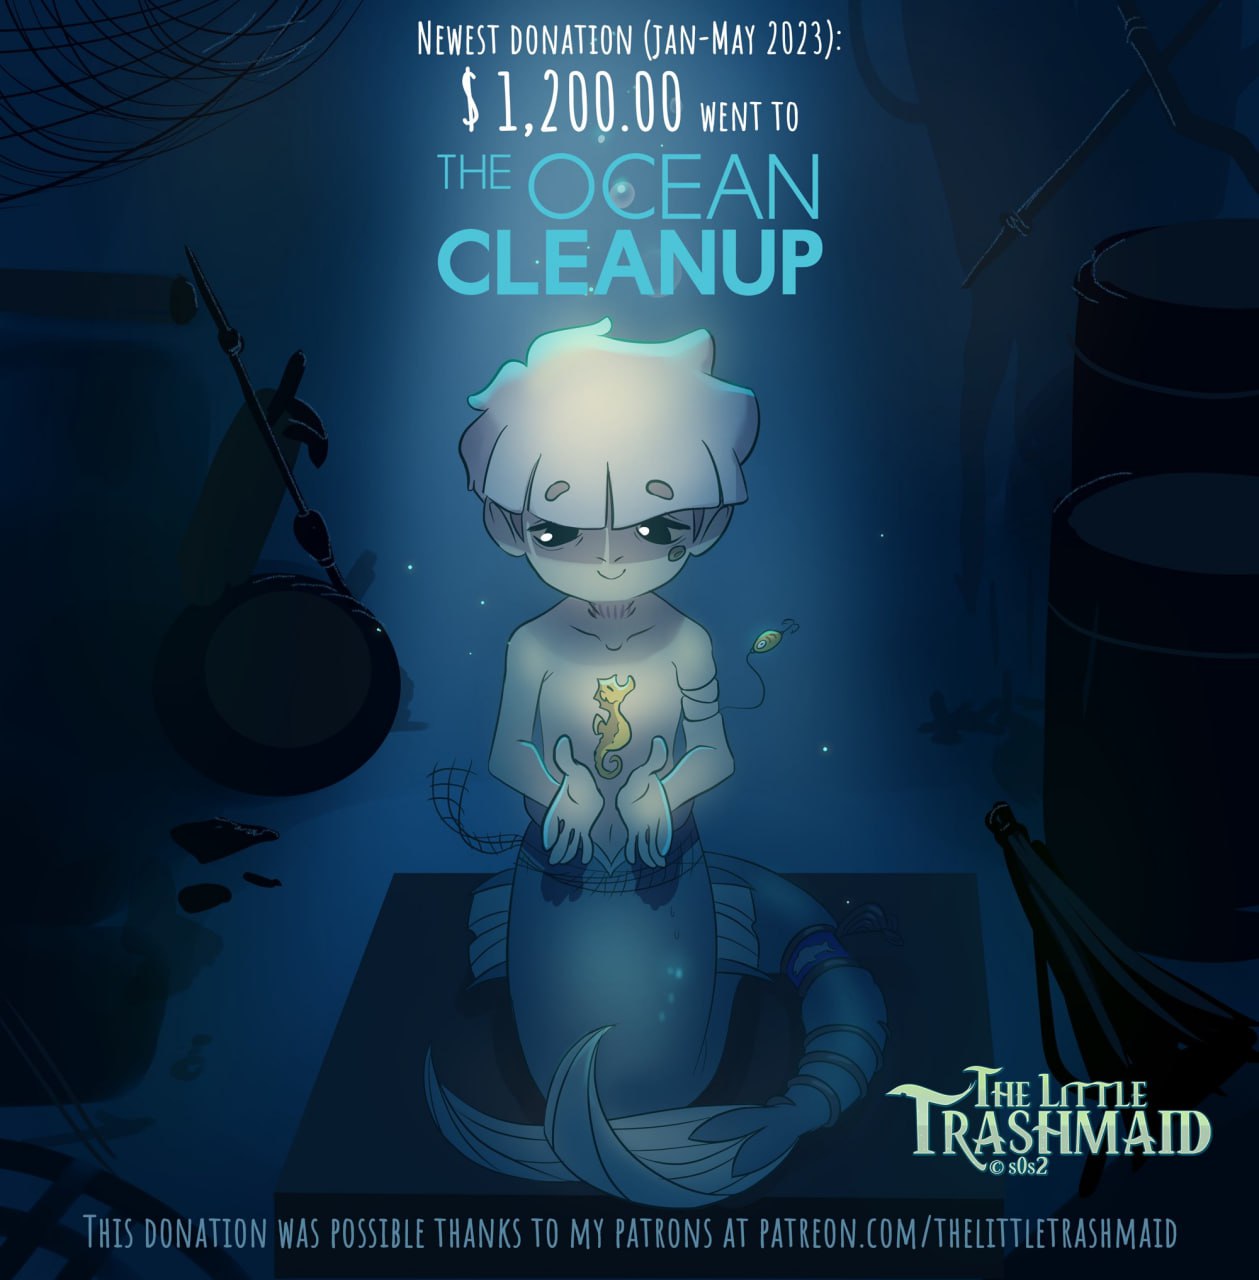 Newest donation (Jan-May 2023):
$ 1,200.00 went to
THE OCEAN
CLEANUP
The Little
Trashmaid
© s0s2
This donation was possible thanks to my patrons at patreon.com/thelittletrashmaid